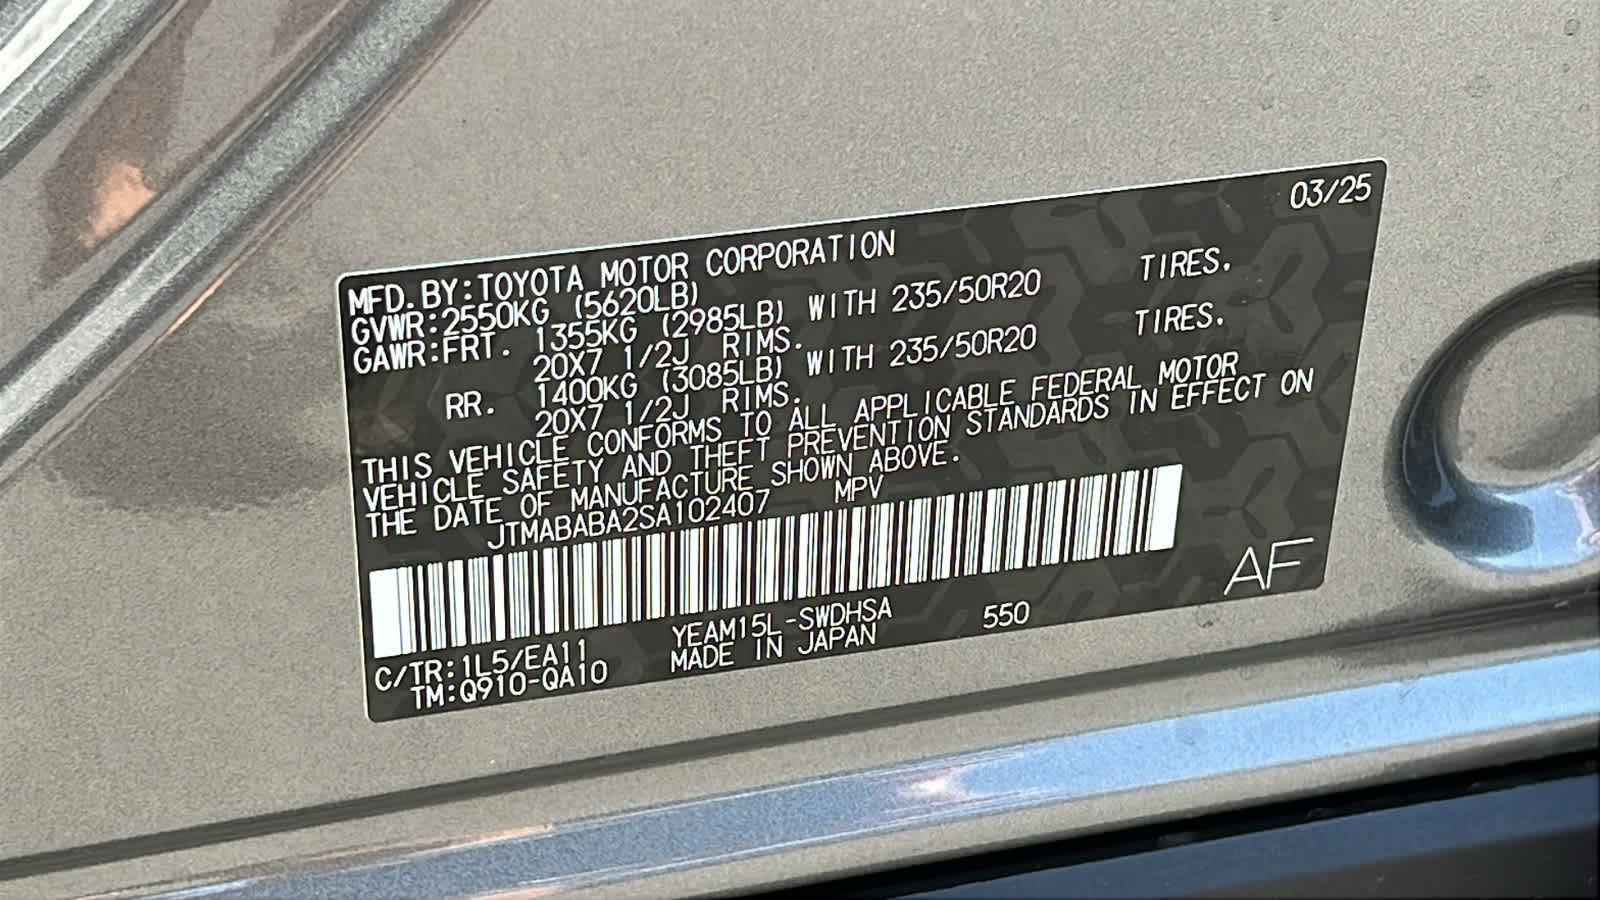 03/25
MFD.BY:TOYOTA MOTOR CORPORATION
GVWR:2550KG (5620LB)
GAWR:FRT. 1355KG (2985LB) WITH 235/50R20 TIRES.
20X7 1/2J RIMS.
RR. 1400KG (3085LB) WITH 235/50R20 TIRES.
20X7 1/2J RIMS.
THIS VEHICLE CONFORMS TO ALL APPLICABLE FEDERAL MOTOR
VEHICLE SAFETY AND THEFT PREVENTION STANDARDS IN EFFECT ON
THE DATE OF MANUFACTURE SHOWN ABOVE.
JTMABABA2SA102407 MPV
AF
C/TR:1L5/EA11 YEAM15L-SWDHSA 550
TM:Q910-QA10 MADE IN JAPAN